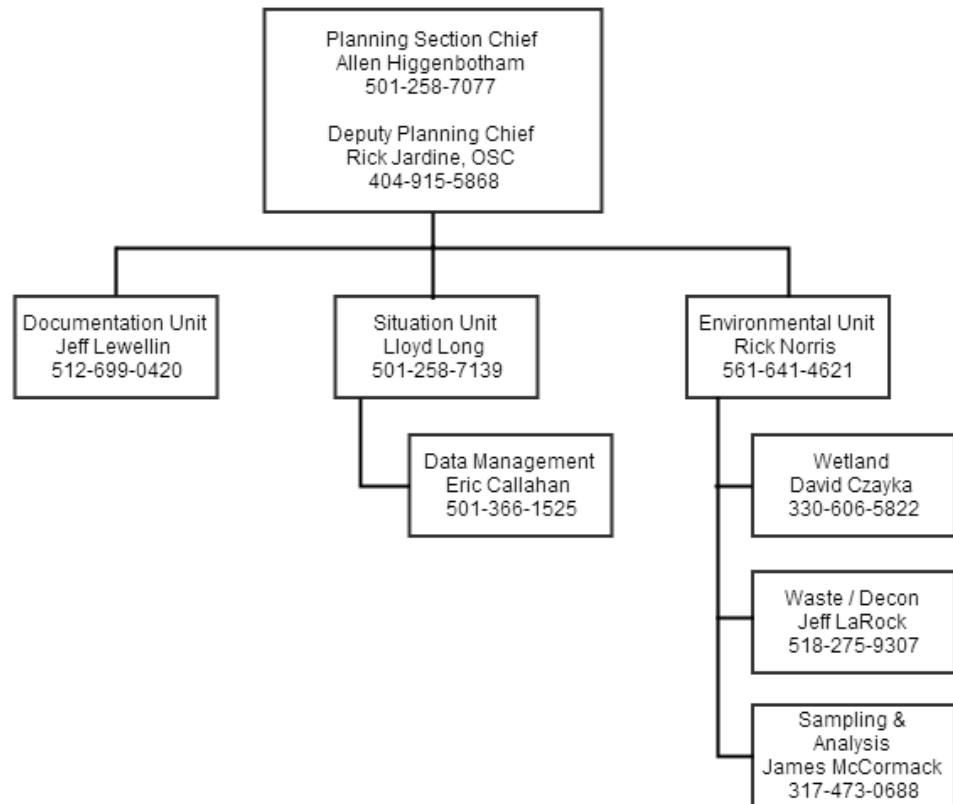 Planning Section Chief
Allen Higgenbotham
501-258-7077
Deputy Planning Chief
Rick Jardine, OSC
404-915-5868
Documentation Unit
Jeff Lewellin
512-699-0420
Situation Unit
Lloyd Long
501-258-7139
Environmental Unit
Rick Norris
561-641-4621
Data Management
Eric Callahan
501-366-1525
Wetland
David Czayka
330-606-5822
Waste / Decon
Jeff LaRock
518-275-9307
Sampling &
Analysis
James McCormack
317-473-0688